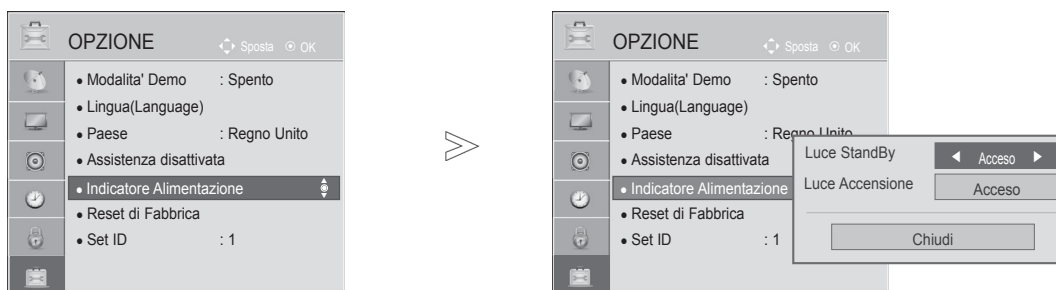 OPZIONE
Sposta OK
• Modalita' Demo : Spento
• Lingua(Language)
• Paese : Regno Unito
• Assistenza disattivata
• Indicatore Alimentazione
• Reset di Fabbrica
• Set ID : 1
OPZIONE
Sposta OK
• Modalita' Demo : Spento
• Lingua(Language)
• Paese : Regno Unito
• Assistenza disattivata
• Indicatore Alimentazione
• Reset di Fabbrica
• Set ID : 1
Luce StandBy ◀ Acceso ▶
Luce Accensione Acceso
Chiudi